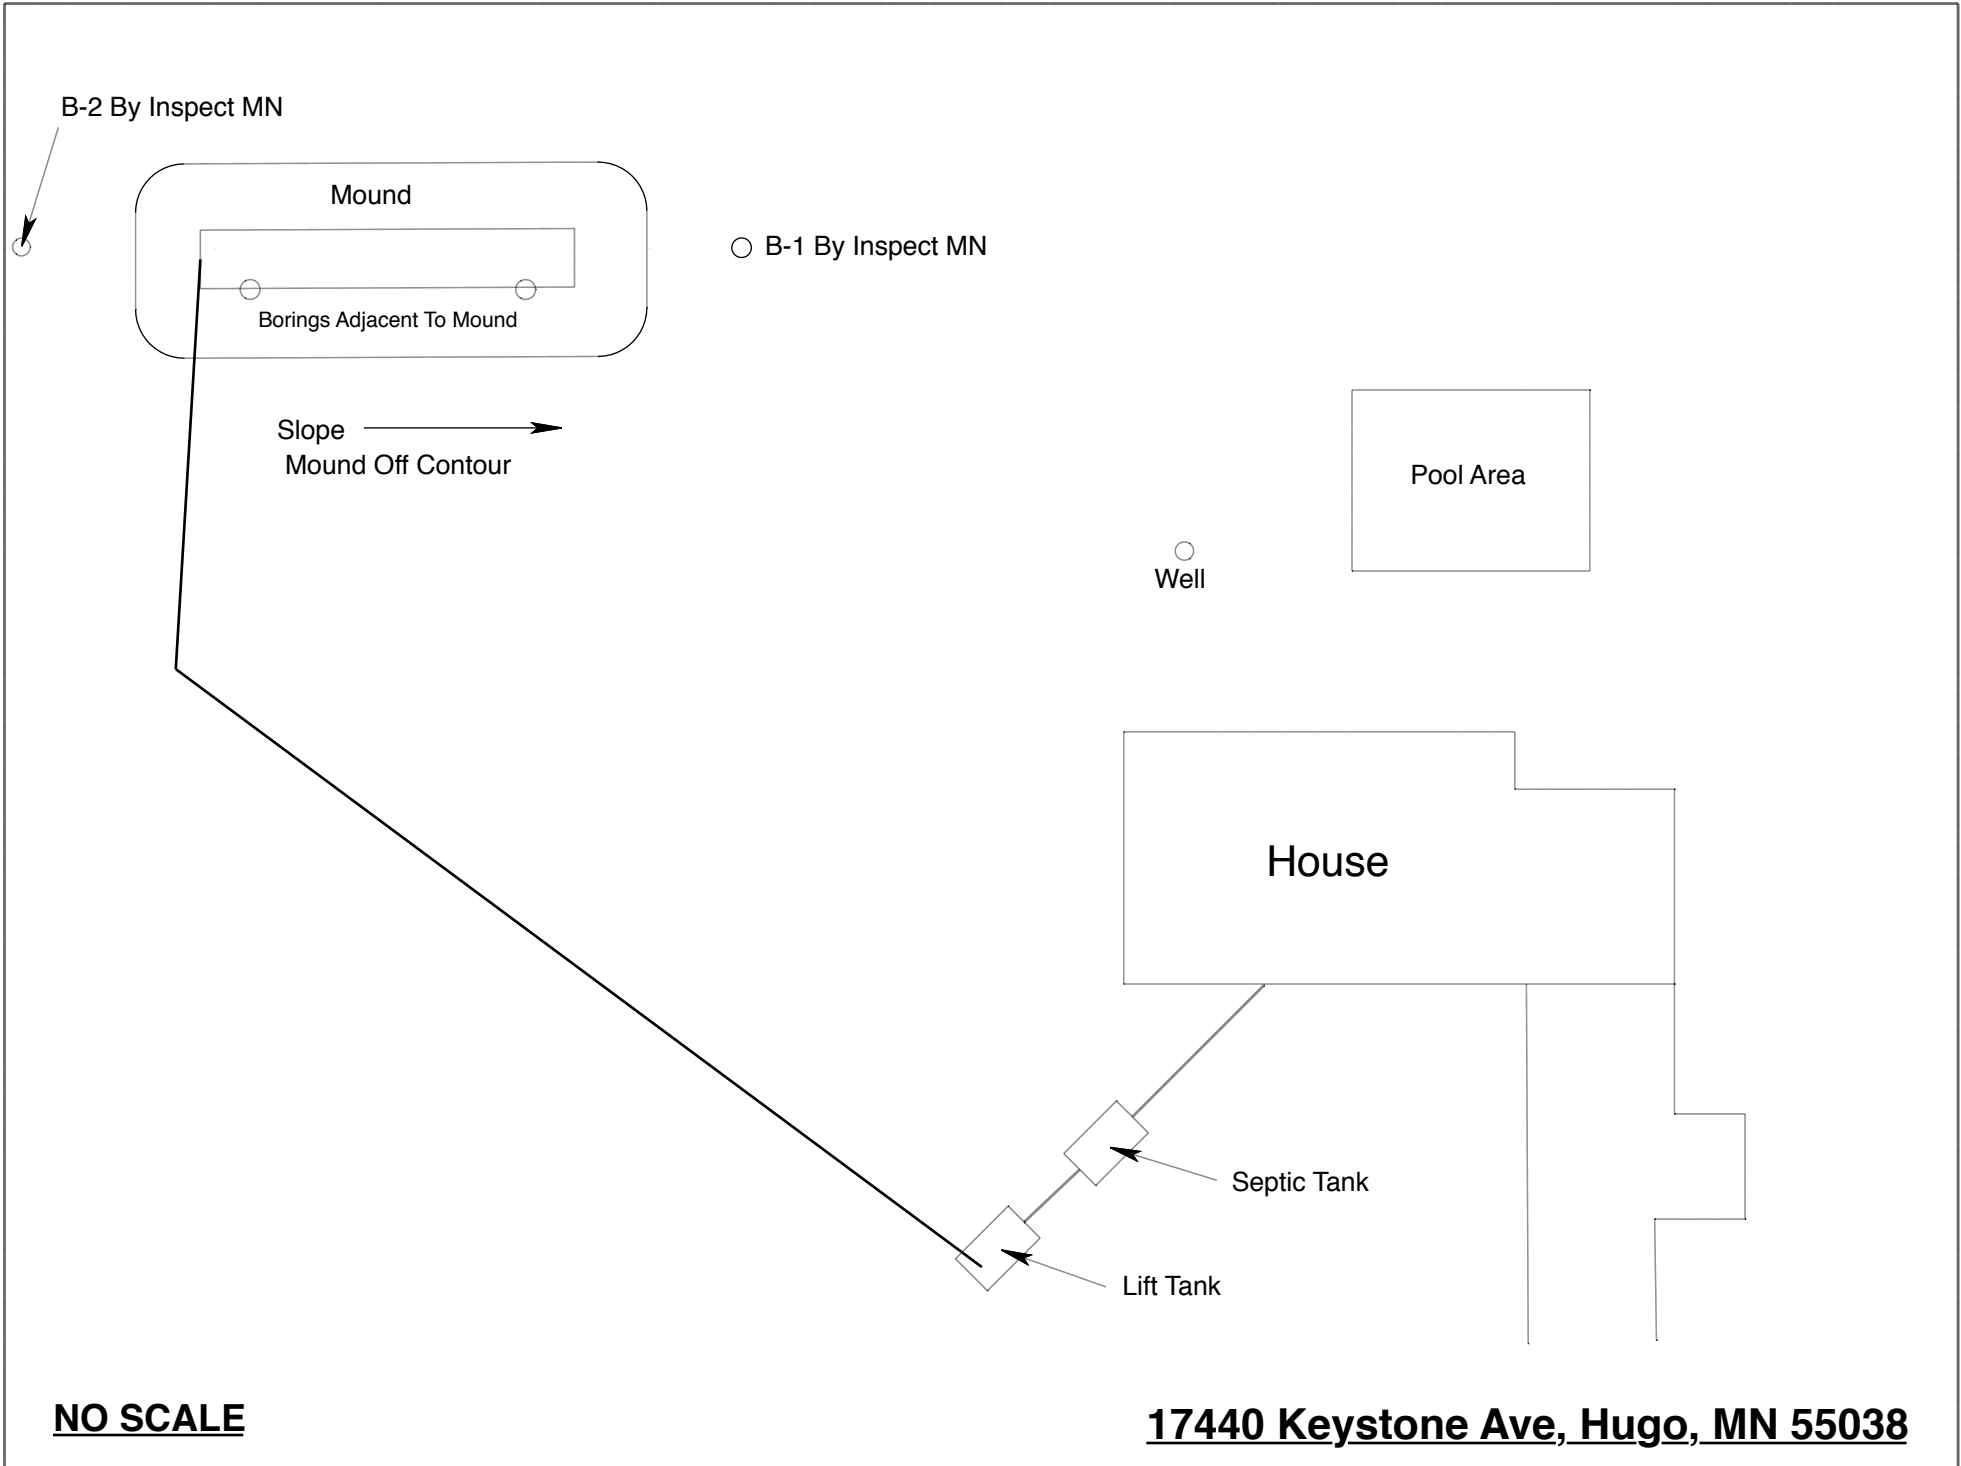 B-2 By Inspect MN
Mound
B-1 By Inspect MN
Borings Adjacent To Mound
Slope
Mound Off Contour
Pool Area
Well
House
Septic Tank
Lift Tank
NO SCALE
17440 Keystone Ave, Hugo, MN 55038